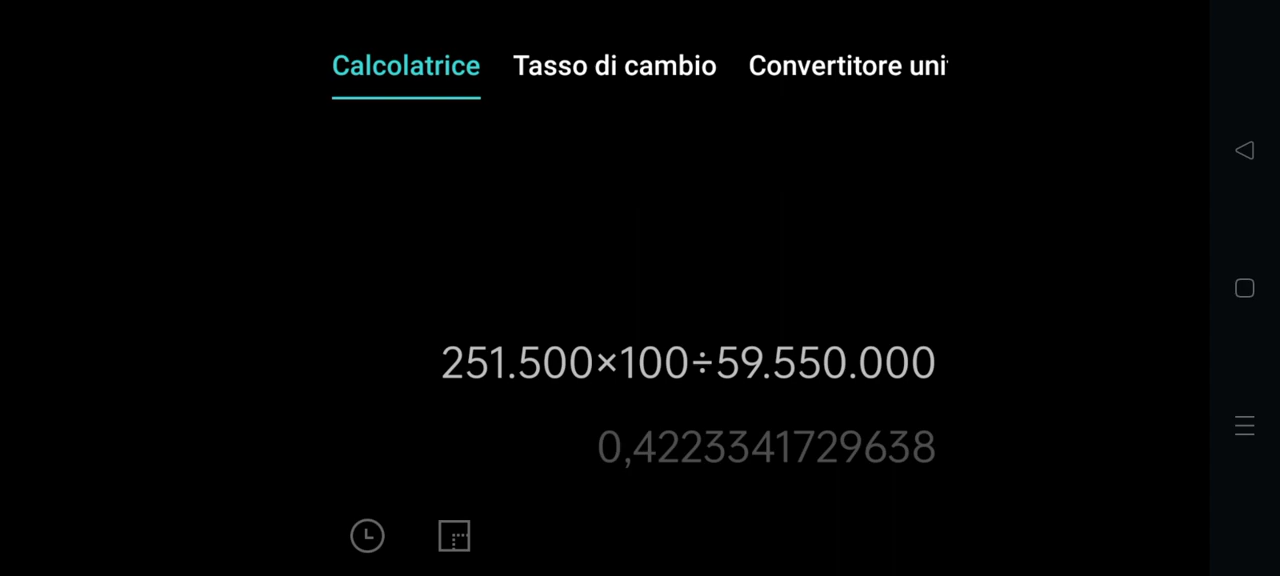 Calcolatrice Tasso di cambio Convertitore uni
251.500×100÷59.550.000
0,4223341729638